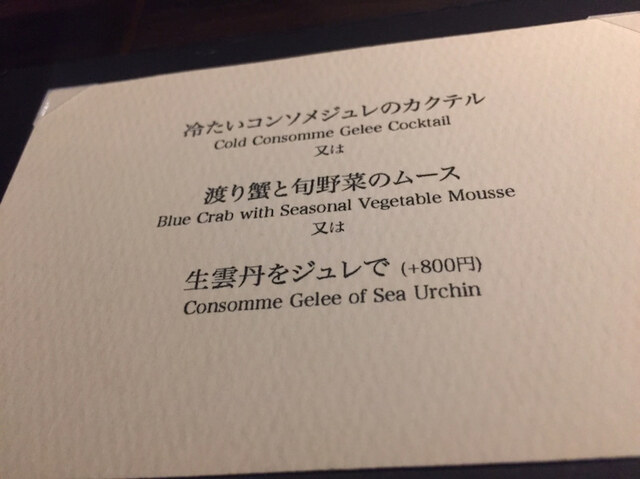 冷たいコンソメジュレのカクテル
Cold Consomme Gelee Cocktail
又は
渡り蟹と旬野菜のムース
Blue Crab with Seasonal Vegetable Mousse
又は
生雲丹をジュレで (+800円)
Consomme Gelee of Sea Urchin